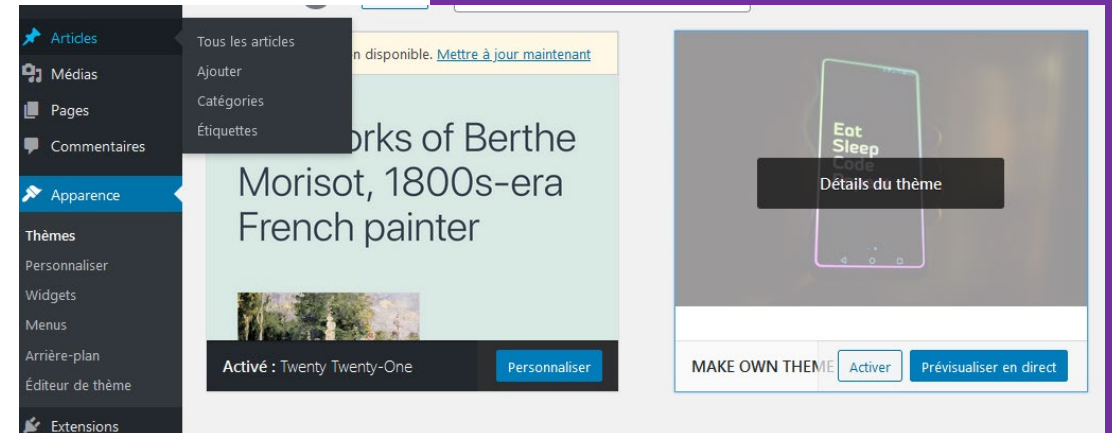 Articles
Médias
Pages
Commentaires
Apparence
Thèmes
Personnaliser
Widgets
Menus
Arrière-plan
Éditeur de thème
Extensions
Tous les articles
Ajouter
Catégories
Étiquettes
disponible. Mettre à jour maintenant
of Berthe
Morisot, 1800s-era
French painter
Activé : Twenty Twenty-One
Personnaliser
Eat
Sleep
Code
Détails du thème
MAKE OWN THEME
Activer
Prévisualiser en direct